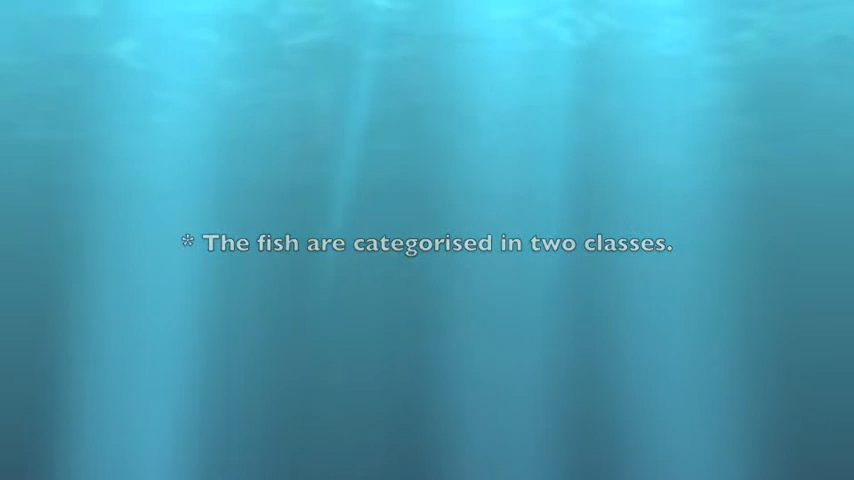 * The fish are categorised in two classes.